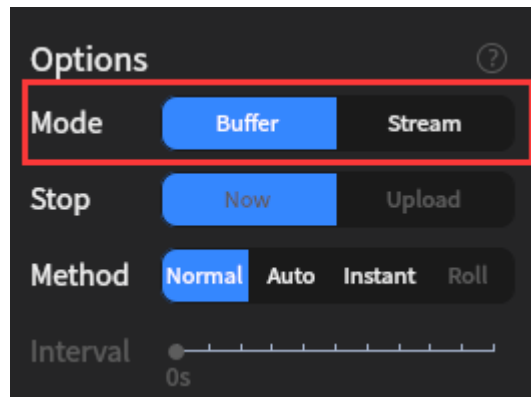 Options ?
Mode Buffer Stream
Stop Now Upload
Method Normal Auto Instant Roll
Interval
0s